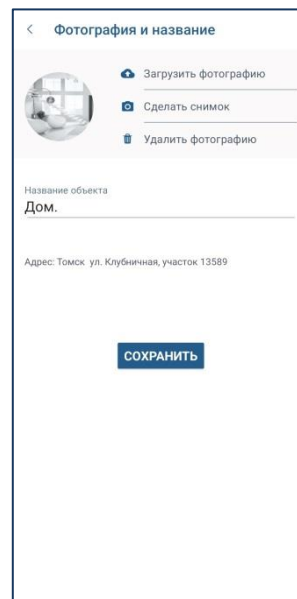 Фотография и название
Загрузить фотографию
Сделать снимок
Удалить фотографию
Название объекта
Дом.
Адрес: Томск ул. Клубничная, участок 13589
СОХРАНИТЬ